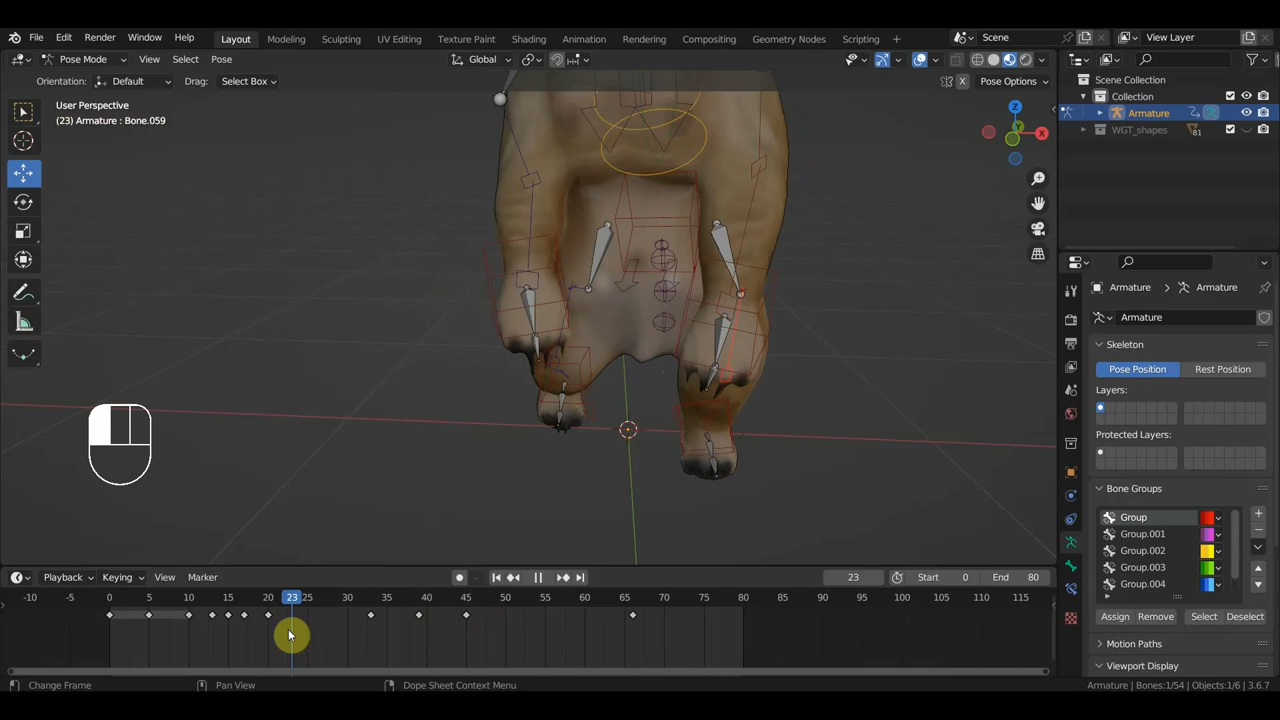 File Edit Render Window Help Layout Modeling Sculpting UV Editing Texture Paint Shading Animation Rendering Compositing Geometry Nodes Scripting + Scene View Layer
Pose Mode View Select Pose Global
Orientation: Default Drag: Select Box X Pose Options
User Perspective
(23) Armature : Bone.059
Z
X
Y
Scene Collection
Collection
Armature
WGT_shapes 81
Armature Armature
Armature
Skeleton
Pose Position Rest Position
Layers:
Protected Layers:
Bone Groups
Group
Group.001
Group.002
Group.003
Group.004
Assign Remove Select Deselect
Motion Paths
Viewport Display
Playback Keying View Marker 23 Start 0 End 80
-10 -5 0 5 10 15 20 23 25 30 35 40 45 50 55 60 65 70 75 80 85 90 95 100 105 110 115
Change Frame Pan View Dope Sheet Context Menu Armature | Bones:1/54 | Objects:1/6 | 3.6.7